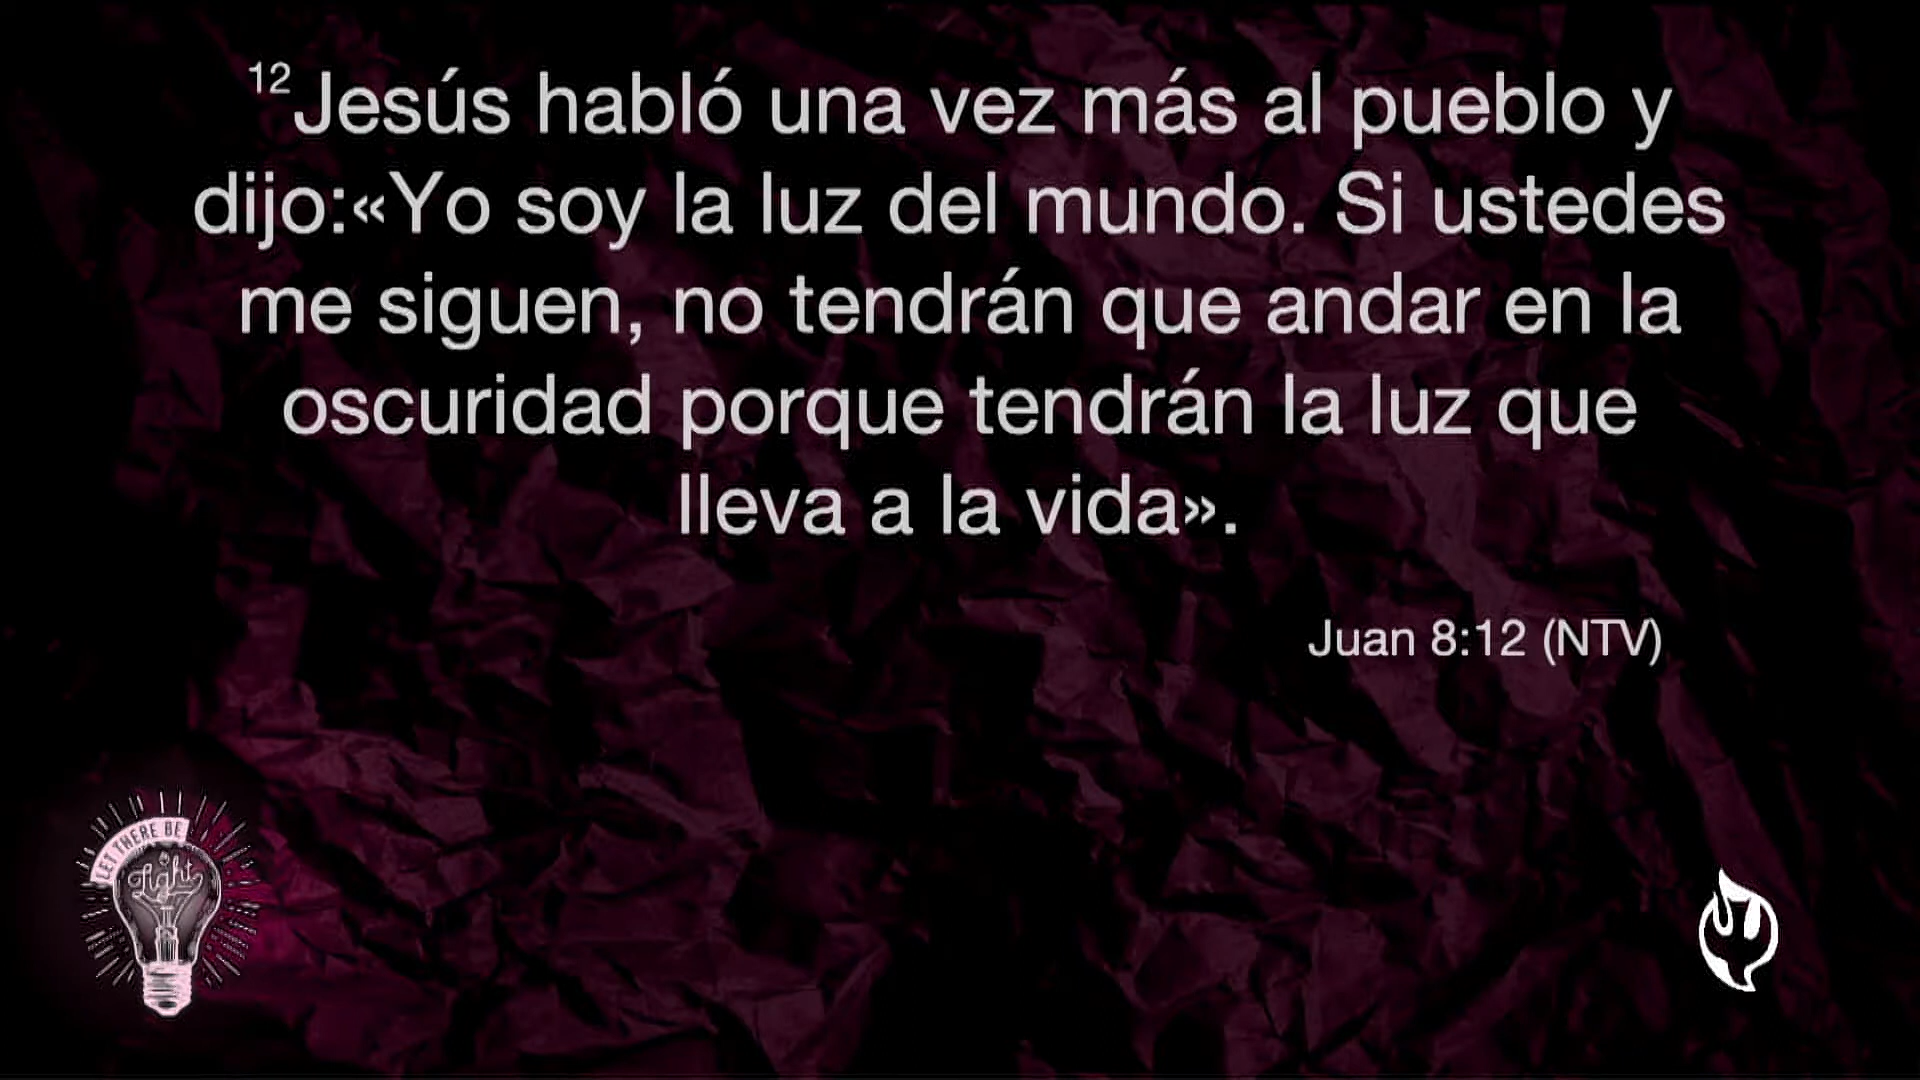 12 Jesús habló una vez más al pueblo y
dijo:«Yo soy la luz del mundo. Si ustedes
me siguen, no tendrán que andar en la
oscuridad porque tendrán la luz que
lleva a la vida».
Juan 8:12 (NTV)
LET THERE BE
Light